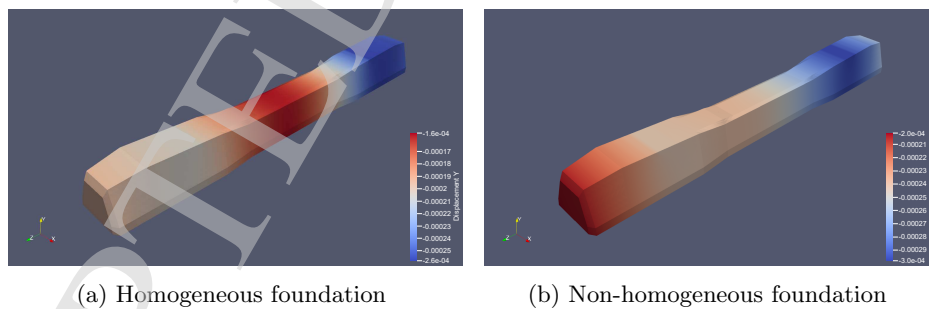 -1.6e-04
-0.00017
-0.00018
-0.00019
-0.00020
-0.00021
-0.00022
-0.00023
-0.00024
-0.00025
-2.6e-04
Displacement Y
Y
Z
X
-2.0e-04
-0.00021
-0.00022
-0.00023
-0.00024
-0.00025
-0.00026
-0.00027
-0.00028
-0.00029
-3.0e-04
Y
Z
X
(a) Homogeneous foundation
(b) Non-homogeneous foundation